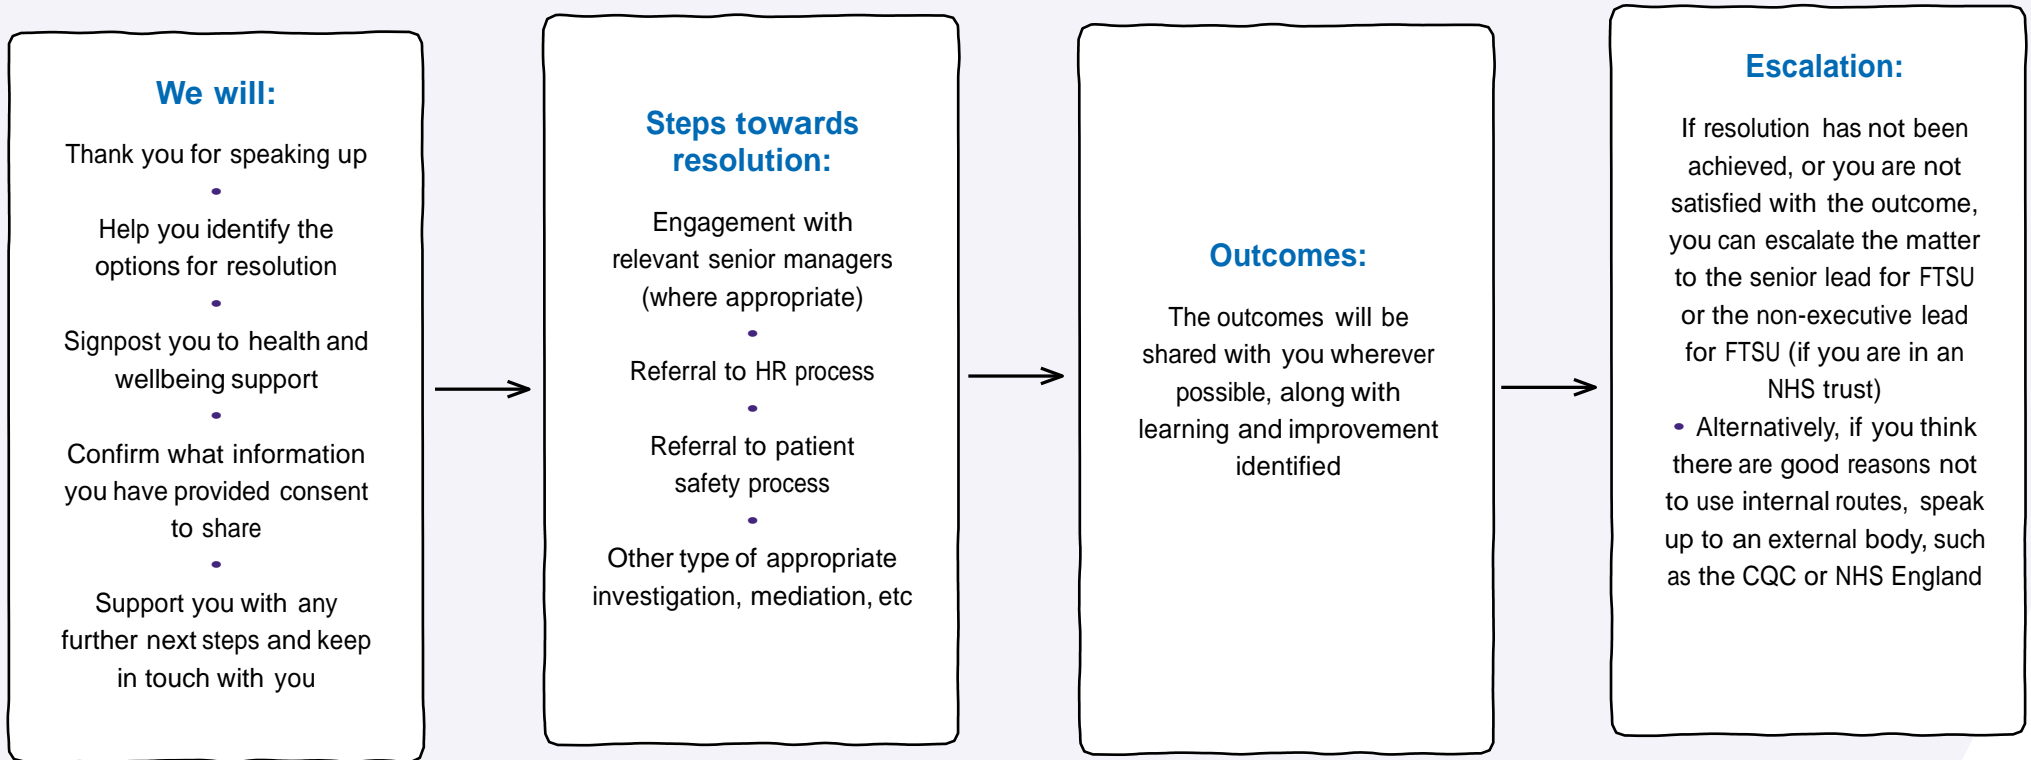 We will:
Thank you for speaking up
•
Help you identify the
options for resolution
•
Signpost you to health and
wellbeing support
•
Confirm what information
you have provided consent
to share
•
Support you with any
further next steps and keep
in touch with you
Steps towards
resolution:
Engagement with
relevant senior managers
(where appropriate)
•
Referral to HR process
•
Referral to patient
safety process
•
Other type of appropriate
investigation, mediation, etc
Outcomes:
The outcomes will be
shared with you wherever
possible, along with
learning and improvement
identified
Escalation:
If resolution has not been
achieved, or you are not
satisfied with the outcome,
you can escalate the matter
to the senior lead for FTSU
or the non-executive lead
for FTSU (if you are in an
NHS trust)
• Alternatively, if you think
there are good reasons not
to use internal routes, speak
up to an external body, such
as the CQC or NHS England